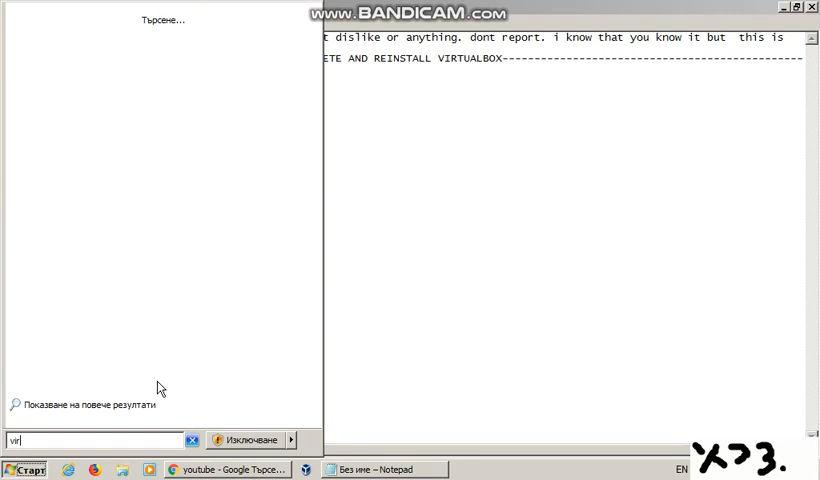 www.BANDICAM.com
Търсене...
t dislike or anything. dont report. i know that you know it but  this is
ETE AND REINSTALL VIRTUALBOX-----------------------------------------------
Показване на повече резултати
vir
Изключване
Старт
youtube - Google Търсе...
Без име – Notepad
EN
x>3.